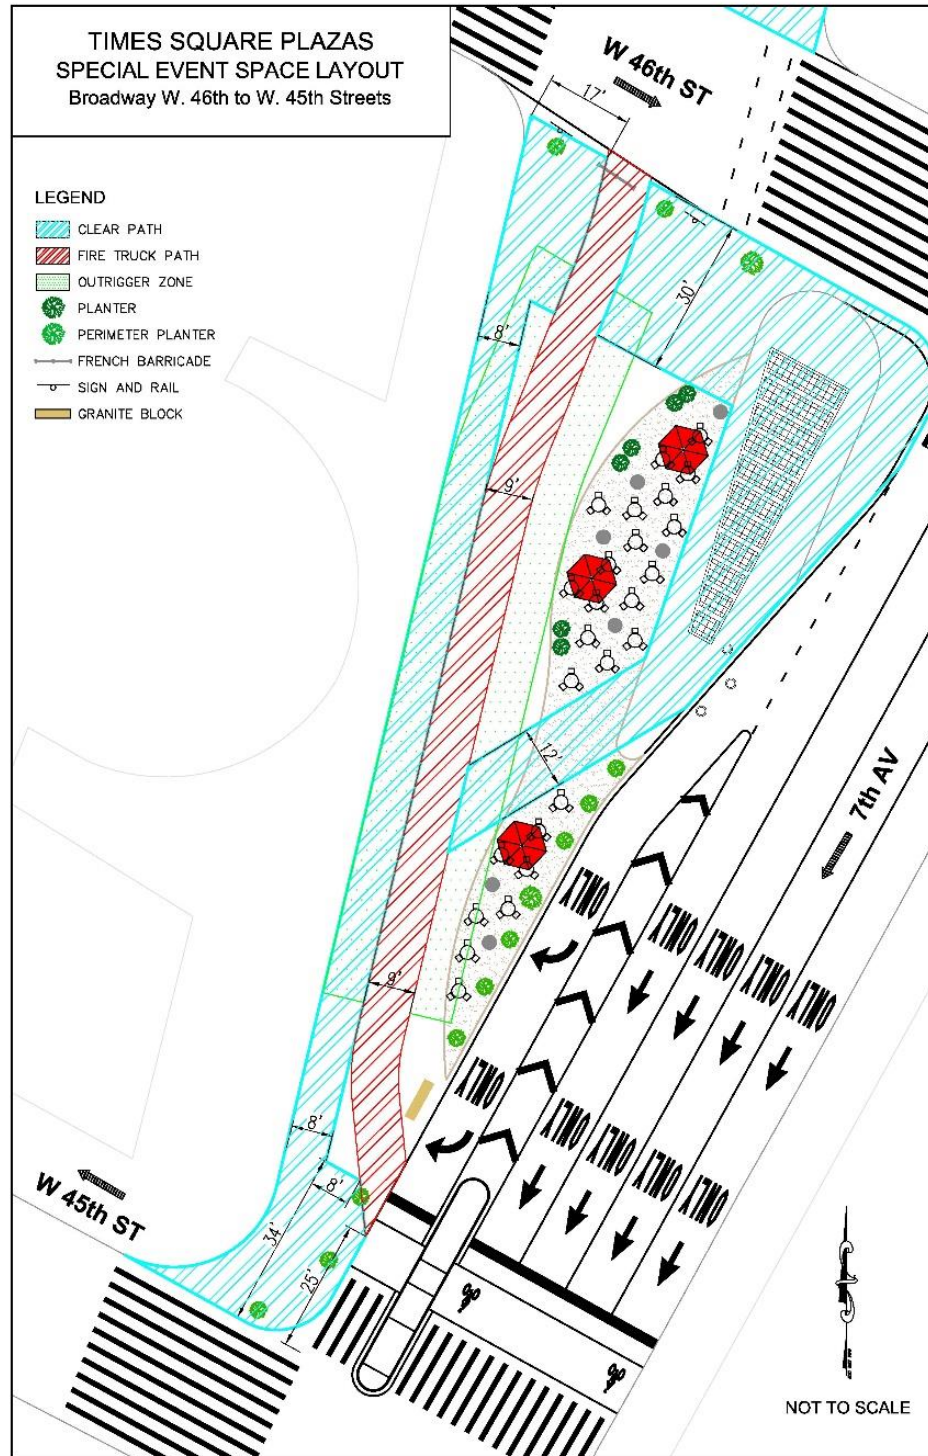 TIMES SQUARE PLAZAS
SPECIAL EVENT SPACE LAYOUT
Broadway W. 46th to W. 45th Streets
W 46th ST
17'
LEGEND
CLEAR PATH
FIRE TRUCK PATH
OUTRIGGER ZONE
PLANTER
PERIMETER PLANTER
FRENCH BARRICADE
SIGN AND RAIL
GRANITE BLOCK
30'
8'
9'
12'
7th AV
ONLY
ONLY
ONLY
ONLY
ONLY
9'
ONLY
ONLY
ONLY
ONLY
ONLY
8'
8'
W 45th ST
34'
25'
NOT TO SCALE